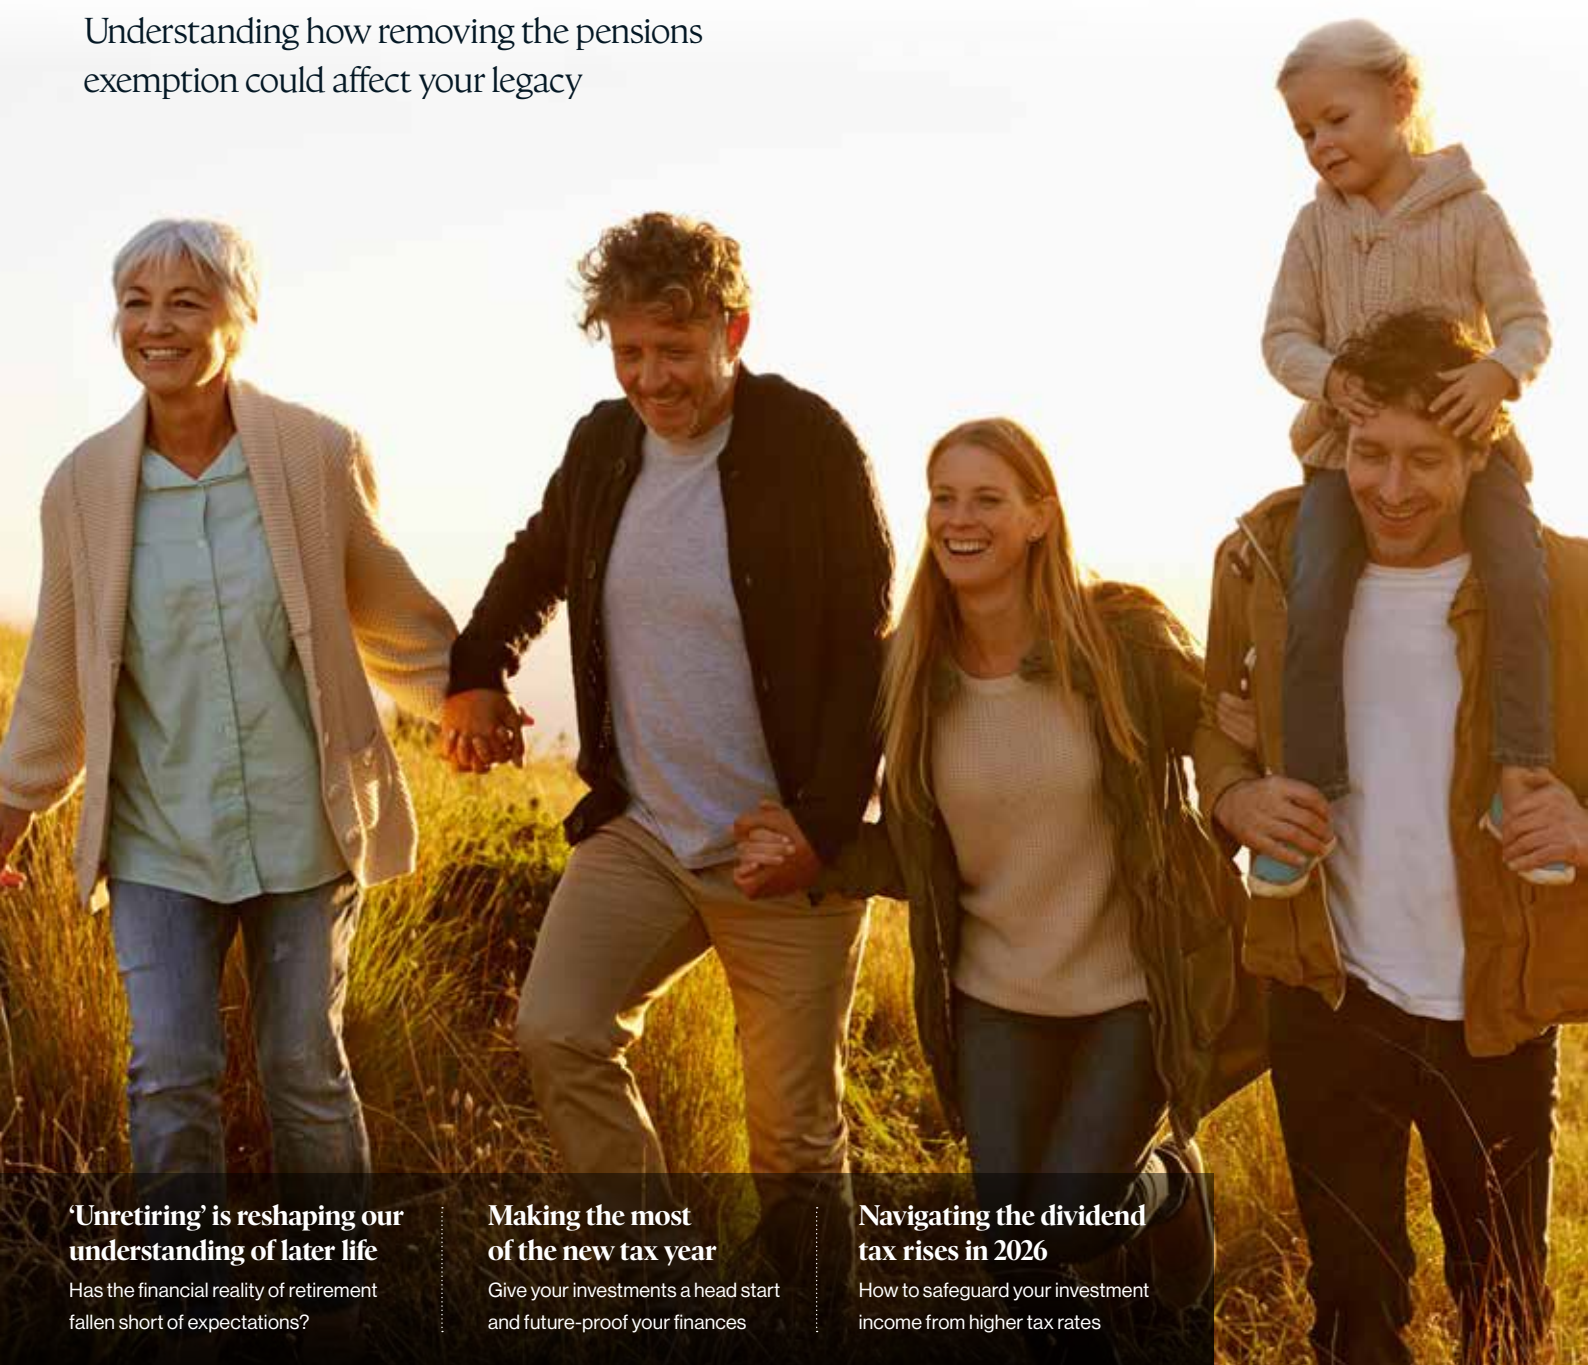 Understanding how removing the pensions
exemption could affect your legacy
‘Unretiring’ is reshaping our
understanding of later life
Has the financial reality of retirement
fallen short of expectations?
Making the most
of the new tax year
Give your investments a head start
and future-proof your finances
Navigating the dividend
tax rises in 2026
How to safeguard your investment
income from higher tax rates